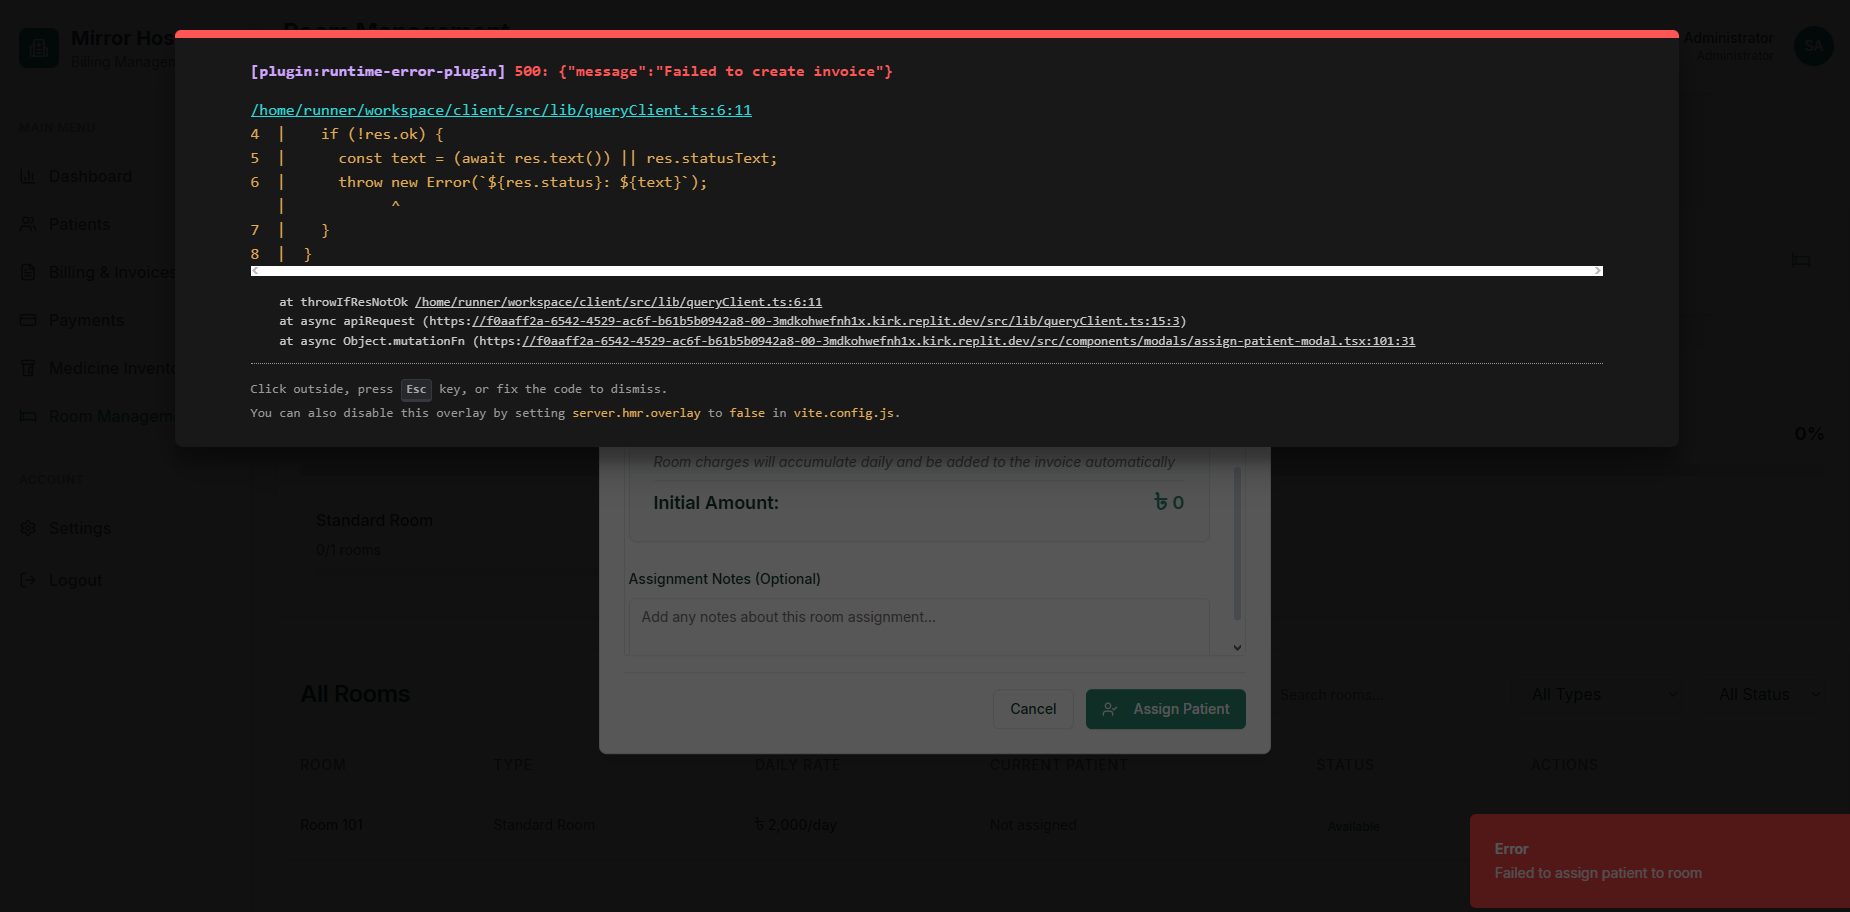 Room Management
Mirror Hos
Billing Managem
Administrator
Administrator
SA
[plugin:runtime-error-plugin] 500: {"message":"Failed to create invoice"}
/home/runner/workspace/client/src/lib/queryClient.ts:6:11
4 | if (!res.ok) {
5 | const text = (await res.text()) || res.statusText;
6 | throw new Error(`${res.status}: ${text}`);
| ^
7 | }
8 | }
at throwIfResNotOk /home/runner/workspace/client/src/lib/queryClient.ts:6:11
at async apiRequest (https://f0aaff2a-6542-4529-ac6f-b61b5b0942a8-00-3mdkohwefnh1x.kirk.replit.dev/src/lib/queryClient.ts:15:3)
at async Object.mutationFn (https://f0aaff2a-6542-4529-ac6f-b61b5b0942a8-00-3mdkohwefnh1x.kirk.replit.dev/src/components/modals/assign-patient-modal.tsx:101:31
Click outside, press Esc key, or fix the code to dismiss.
You can also disable this overlay by setting server.hmr.overlay to false in vite.config.js.
MAIN MENU
Dashboard
Patients
Billing & Invoices
Payments
Medicine Invento
Room Managem
ACCOUNT
Settings
Logout
0%
Standard Room
0/1 rooms
Room charges will accumulate daily and be added to the invoice automatically
Initial Amount: ৳ 0
Assignment Notes (Optional)
Add any notes about this room assignment...
Cancel
Assign Patient
All Rooms
Search rooms...
All Types
All Status
ROOM TYPE DAILY RATE CURRENT PATIENT STATUS ACTIONS
Room 101 Standard Room ৳ 2,000/day Not assigned Available
Error
Failed to assign patient to room